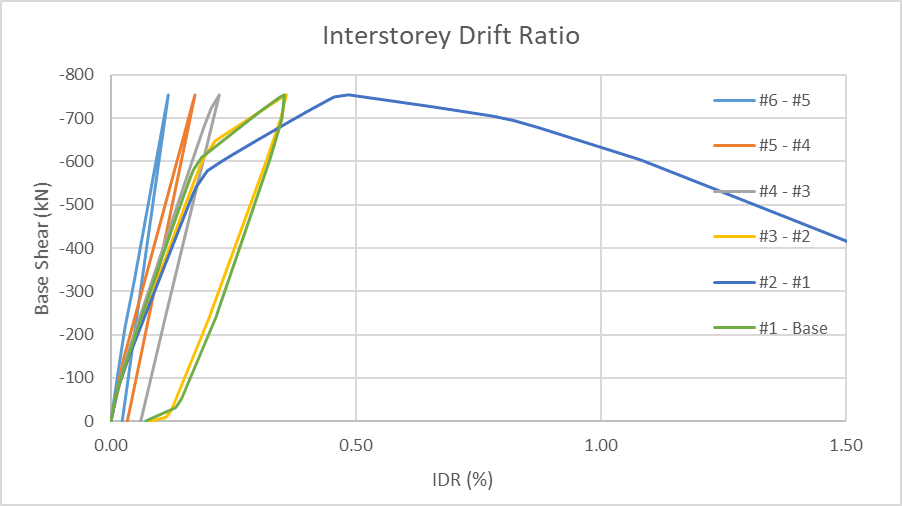 Interstorey Drift Ratio
-800
-700
-600
-500
-400
-300
-200
-100
0
Base Shear (kN)
0.00
0.50
1.00
1.50
IDR (%)
#6 - #5
#5 - #4
#4 - #3
#3 - #2
#2 - #1
#1 - Base